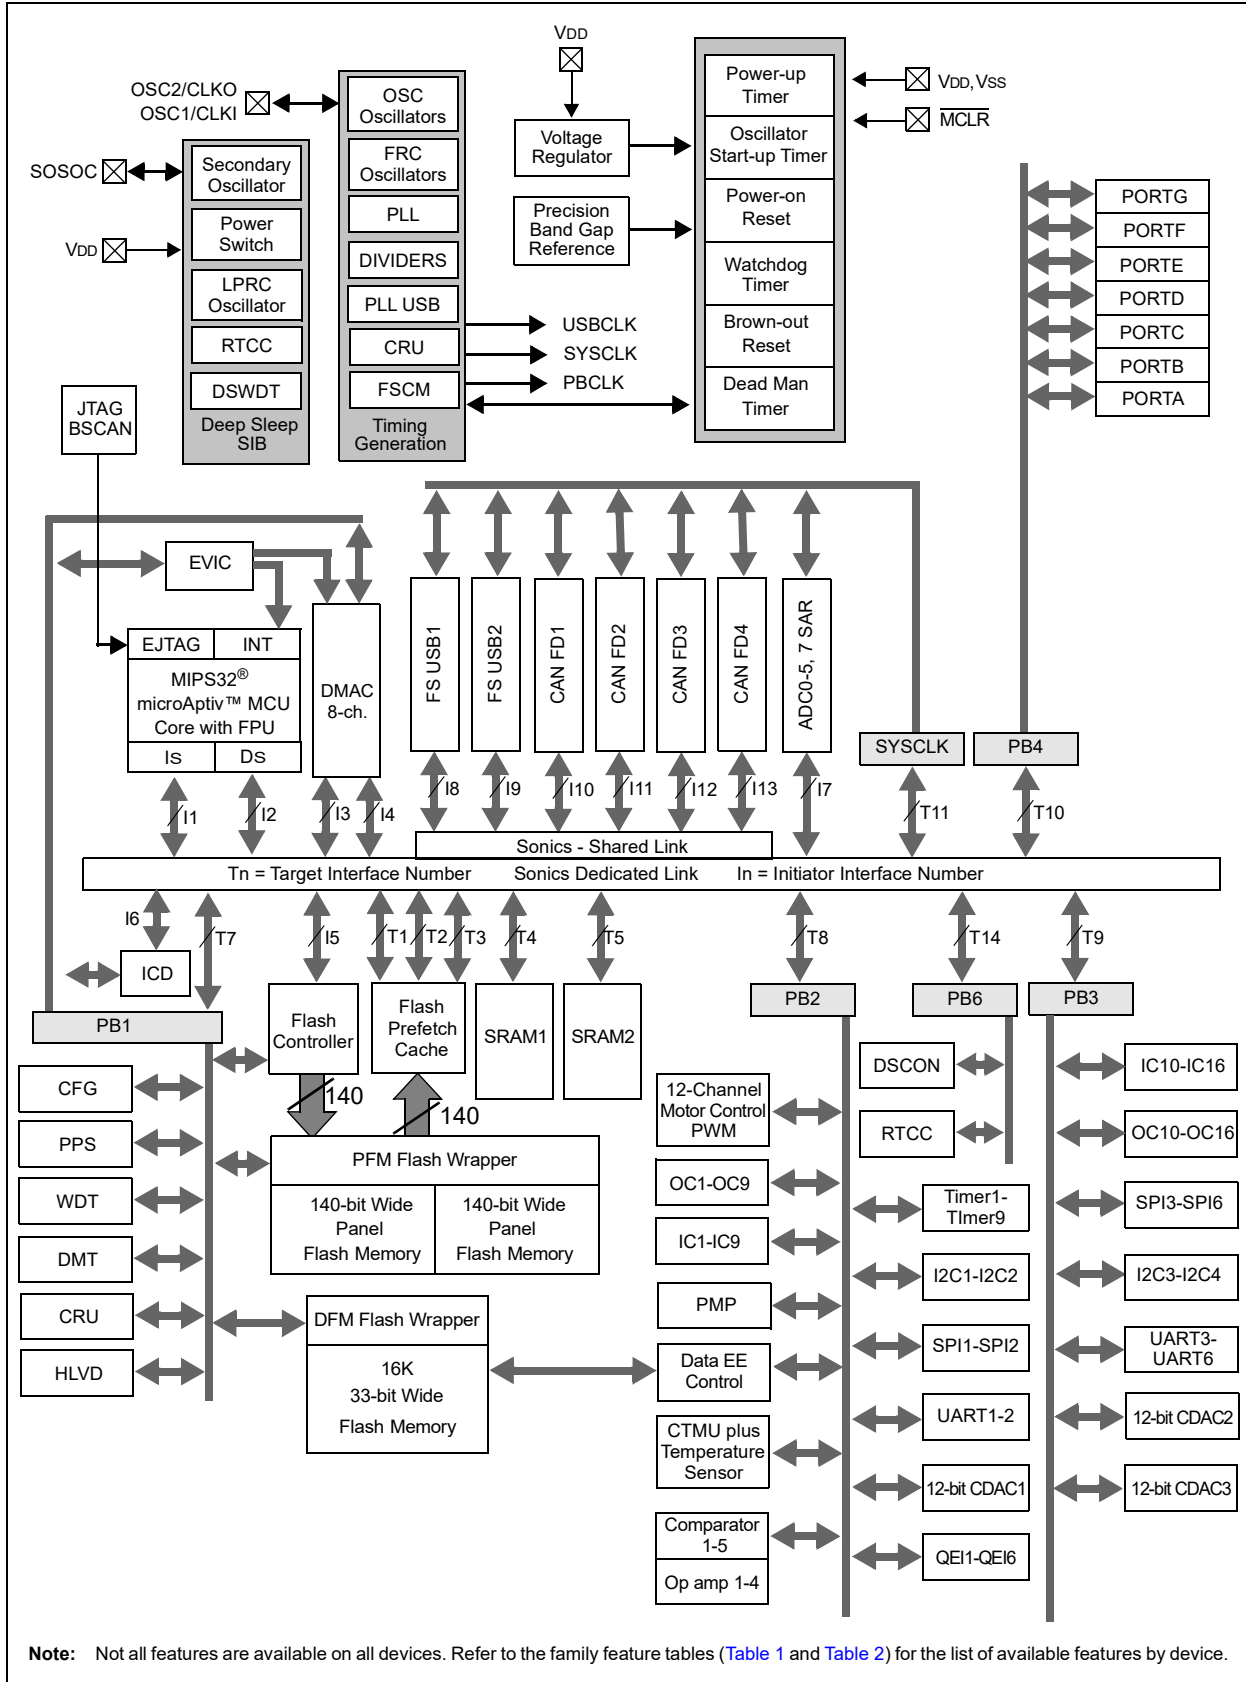 VDD
OSC2/CLKO
OSC1/CLKI
SOSOC
VDD
Secondary
Oscillator
Power
Switch
LPRC
Oscillator
RTCC
DSWDT
Deep Sleep
SIB
OSC
Oscillators
FRC
Oscillators
PLL
DIVIDERS
PLL USB
CRU
FSCM
Timing
Generation
USBCLK
SYSCLK
PBCLK
Voltage
Regulator
Precision
Band Gap
Reference
Power-up
Timer
Oscillator
Start-up Timer
Power-on
Reset
Watchdog
Timer
Brown-out
Reset
Dead Man
Timer
VDD, VSS
MCLR
PORTG
PORTF
PORTE
PORTD
PORTC
PORTB
PORTA
JTAG
BSCAN
EVIC
EJTAG
INT
MIPS32®
microAptiv™ MCU
Core with FPU
IS
DS
DMAC
8-ch.
FS USB1
FS USB2
CAN FD1
CAN FD2
CAN FD3
CAN FD4
ADC0-5, 7 SAR
SYSCLK
PB4
I1
I2
I3
I4
I8
I9
I10
I11
I12
I13
I7
T11
T10
Sonics - Shared Link
Tn = Target Interface Number
Sonics Dedicated Link
In = Initiator Interface Number
I6
T7
I5
T1
T2
T3
T4
T5
T8
T14
T9
ICD
PB1
Flash
Controller
Flash
Prefetch
Cache
SRAM1
SRAM2
PB2
PB6
PB3
CFG
PPS
WDT
DMT
CRU
HLVD
140
140
PFM Flash Wrapper
140-bit Wide
Panel
Flash Memory
140-bit Wide
Panel
Flash Memory
DFM Flash Wrapper
16K
33-bit Wide
Flash Memory
12-Channel
Motor Control
PWM
OC1-OC9
IC1-IC9
PMP
Data EE
Control
CTMU plus
Temperature
Sensor
Comparator
1-5
Op amp 1-4
DSCON
RTCC
Timer1-
TImer9
I2C1-I2C2
SPI1-SPI2
UART1-2
12-bit CDAC1
QEI1-QEI6
IC10-IC16
OC10-OC16
SPI3-SPI6
I2C3-I2C4
UART3-
UART6
12-bit CDAC2
12-bit CDAC3
Note: Not all features are available on all devices. Refer to the family feature tables (Table 1 and Table 2) for the list of available features by device.